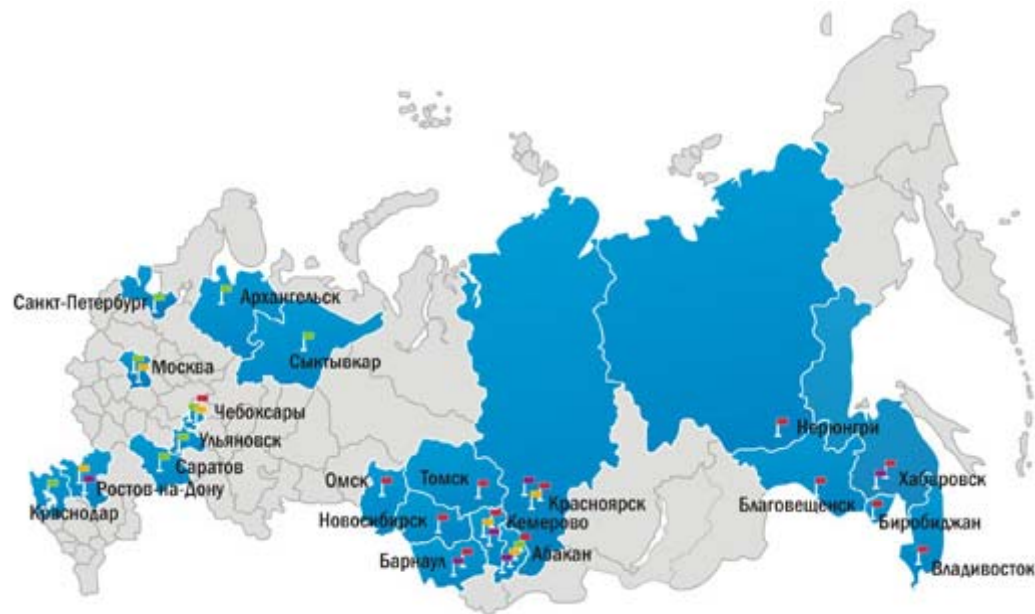 Санкт-Петербург
Архангельск
Сыктывкар
Москва
Чебоксары
Ульяновск
Саратов
Ростов-на-Дону
Краснодар
Омск
Томск
Красноярск
Новосибирск
Кемерово
Барнаул
Абакан
Нерюнгри
Хабаровск
Благовещенск
Биробиджан
Владивосток